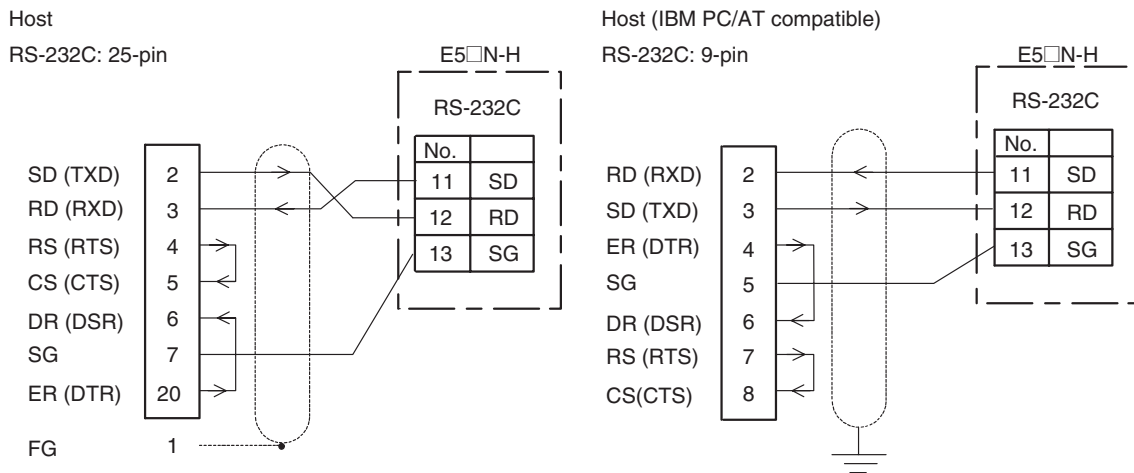 Host
RS-232C: 25-pin
E5□N-H
RS-232C
No.
SD (TXD) 2
11 SD
RD (RXD) 3
12 RD
RS (RTS) 4
13 SG
CS (CTS) 5
DR (DSR) 6
SG 7
ER (DTR) 20
FG 1
Host (IBM PC/AT compatible)
RS-232C: 9-pin
E5□N-H
RS-232C
No.
RD (RXD) 2
11 SD
SD (TXD) 3
12 RD
ER (DTR) 4
13 SG
SG 5
DR (DSR) 6
RS (RTS) 7
CS(CTS) 8